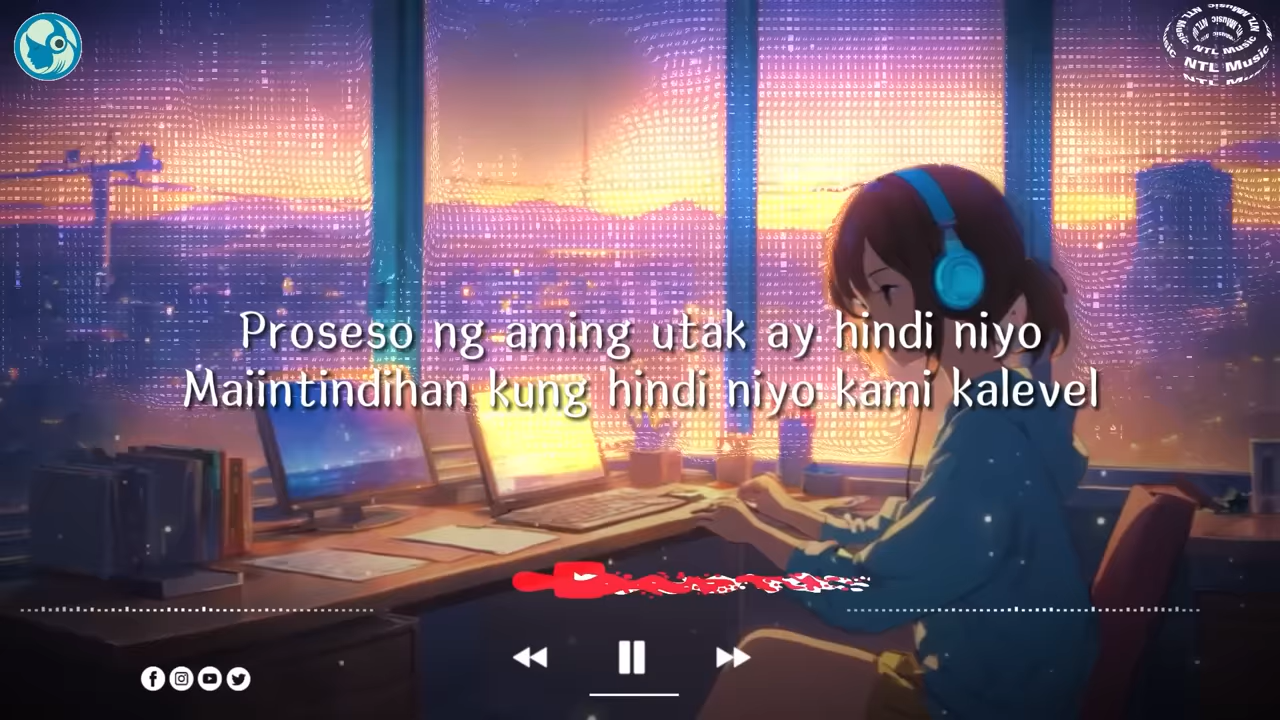 NTL Music
Proseso ng aming utak ay hindi niyo
Maiintindihan kung hindi niyo kami kalevel